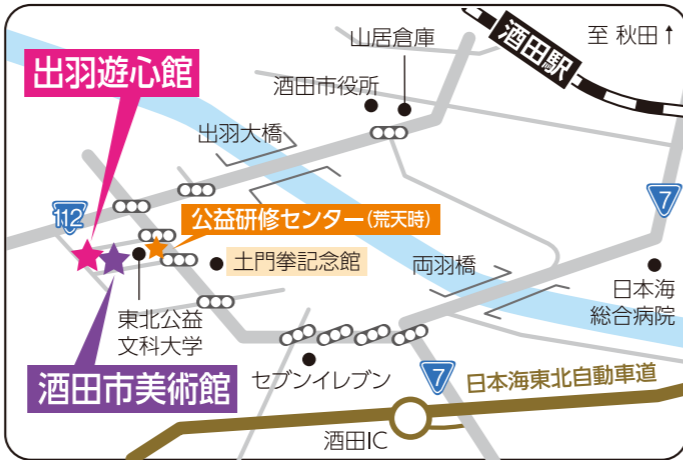 至 秋田↑
酒田駅
山居倉庫
酒田市役所
出羽遊心館
出羽大橋
112
7
公益研修センター(荒天時)
土門拳記念館
両羽橋
日本海
総合病院
東北公益
文科大学
酒田市美術館
セブンイレブン
7
日本海東北自動車道
酒田IC